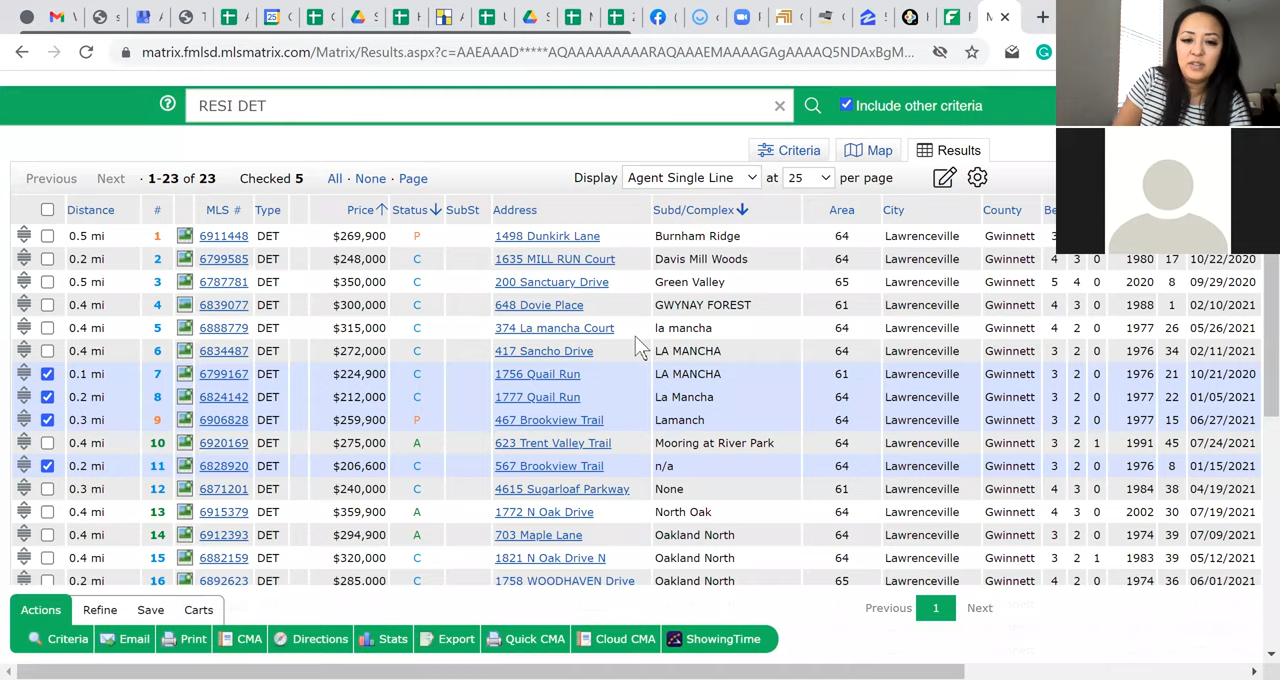 matrix.fmlsd.mlsmatrix.com/Matrix/Results.aspx?c=AAEAAAD*****AQAAAAAAAAARAQAAAEMAAAAGAgAAAAQ5NDAxBgM...
RESI DET Include other criteria
Criteria Map Results
Previous Next · 1-23 of 23 Checked 5 All · None · Page Display Agent Single Line at 25 per page
Distance # MLS # Type Price Status SubSt Address Subd/Complex Area City County Be
0.5 mi 1 6911448 DET $269,900 P 1498 Dunkirk Lane Burnham RIdge 64 Lawrenceville Gwinnett 3
0.2 mi 2 6799585 DET $248,000 C 1635 MILL RUN Court Davis Mill Woods 64 Lawrenceville Gwinnett 4 3 0 1980 17 10/22/2020
0.3 mi 3 6787781 DET $350,000 C 200 Sanctuary Drive Green Valley 65 Lawrenceville Gwinnett 5 4 0 2020 8 09/29/2020
0.4 mi 4 6839077 DET $300,000 C 648 Dovie Place GWYNAY FOREST 61 Lawrenceville Gwinnett 4 3 0 1988 1 02/10/2021
0.4 mi 5 6888779 DET $315,000 C 374 La mancha Court la mancha 64 Lawrenceville Gwinnett 4 2 0 1977 26 05/26/2021
0.4 mi 6 6834487 DET $272,000 C 417 Sancho Drive LA MANCHA 64 Lawrenceville Gwinnett 3 2 0 1976 34 02/11/2021
0.1 mi 7 6799167 DET $224,900 C 1756 Quail Run LA MANCHA 61 Lawrenceville Gwinnett 3 2 0 1976 21 10/21/2020
0.2 mi 8 6824142 DET $212,000 C 1777 Quail Run La Mancha 64 Lawrenceville Gwinnett 3 2 0 1977 22 01/05/2021
0.3 mi 9 6906828 DET $259,900 P 467 Brookview Trail Lamanch 64 Lawrenceville Gwinnett 3 2 0 1977 15 06/27/2021
0.4 mi 10 6920169 DET $275,000 A 623 Trent Valley Trail Mooring at River Park 64 Lawrenceville Gwinnett 3 2 1 1991 45 07/24/2021
0.2 mi 11 6828920 DET $206,600 C 567 Brookview Trail n/a 64 Lawrenceville Gwinnett 3 2 0 1976 8 01/15/2021
0.3 mi 12 6871201 DET $240,000 C 4615 Sugarloaf Parkway None 61 Lawrenceville Gwinnett 4 3 0 1984 38 04/19/2021
0.4 mi 13 6915379 DET $359,900 A 1772 N Oak Drive North Oak 64 Lawrenceville Gwinnett 4 3 0 2002 30 07/19/2021
0.4 mi 14 6912393 DET $294,900 A 703 Maple Lane Oakland North 64 Lawrenceville Gwinnett 3 2 0 1974 39 07/09/2021
0.4 mi 15 6882159 DET $320,000 C 1821 N Oak Drive N Oakland North 64 Lawrenceville Gwinnett 3 2 1 1983 39 05/12/2021
0.2 mi 16 6892623 DET $285,000 C 1758 WOODHAVEN Drive Oakland North 65 Lawrenceville Gwinnett 4 2 0 1974 36 06/01/2021
Actions Refine Save Carts Previous 1 Next
Criteria Email Print CMA Directions Stats Export Quick CMA Cloud CMA ShowingTime